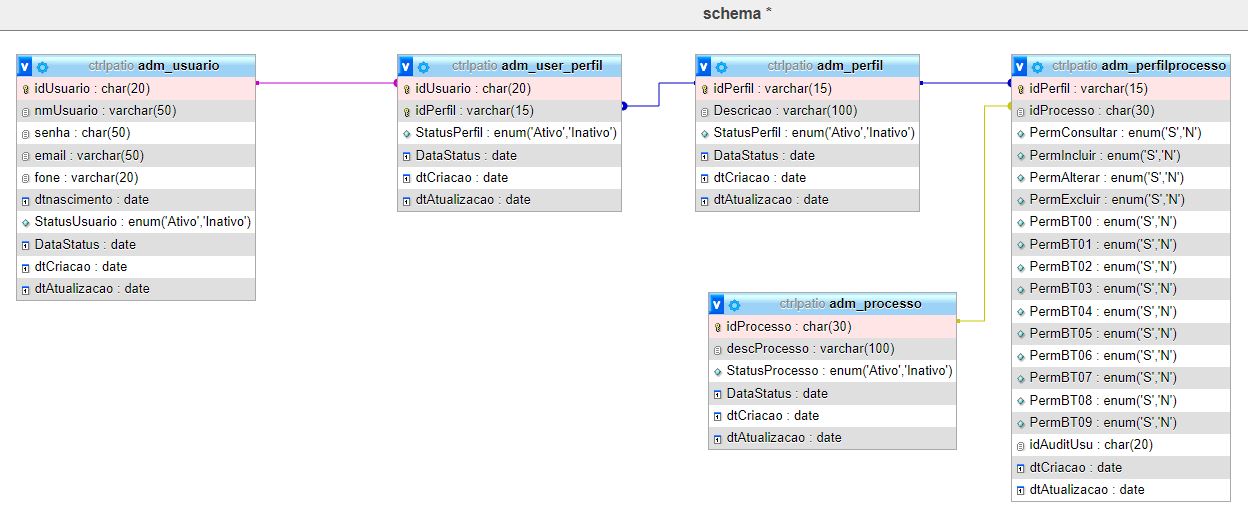 schema *
ctrlpatio adm_usuario
idUsuario : char(20)
nmUsuario : varchar(50)
senha : char(50)
email : varchar(50)
fone : varchar(20)
dtnascimento : date
StatusUsuario : enum('Ativo','Inativo')
DataStatus : date
dtCriacao : date
dtAtualizacao : date
ctrlpatio adm_user_perfil
idUsuario : char(20)
idPerfil : varchar(15)
StatusPerfil : enum('Ativo','Inativo')
DataStatus : date
dtCriacao : date
dtAtualizacao : date
ctrlpatio adm_perfil
idPerfil : varchar(15)
Descricao : varchar(100)
StatusPerfil : enum('Ativo','Inativo')
DataStatus : date
dtCriacao : date
dtAtualizacao : date
ctrlpatio adm_processo
idProcesso : char(30)
descProcesso : varchar(100)
StatusProcesso : enum('Ativo','Inativo')
DataStatus : date
dtCriacao : date
dtAtualizacao : date
ctrlpatio adm_perfilprocesso
idPerfil : varchar(15)
idProcesso : char(30)
PermConsultar : enum('S','N')
PermIncluir : enum('S','N')
PermAlterar : enum('S','N')
PermExcluir : enum('S','N')
PermBT00 : enum('S','N')
PermBT01 : enum('S','N')
PermBT02 : enum('S','N')
PermBT03 : enum('S','N')
PermBT04 : enum('S','N')
PermBT05 : enum('S','N')
PermBT06 : enum('S','N')
PermBT07 : enum('S','N')
PermBT08 : enum('S','N')
PermBT09 : enum('S','N')
idAuditUsu : char(20)
dtCriacao : date
dtAtualizacao : date